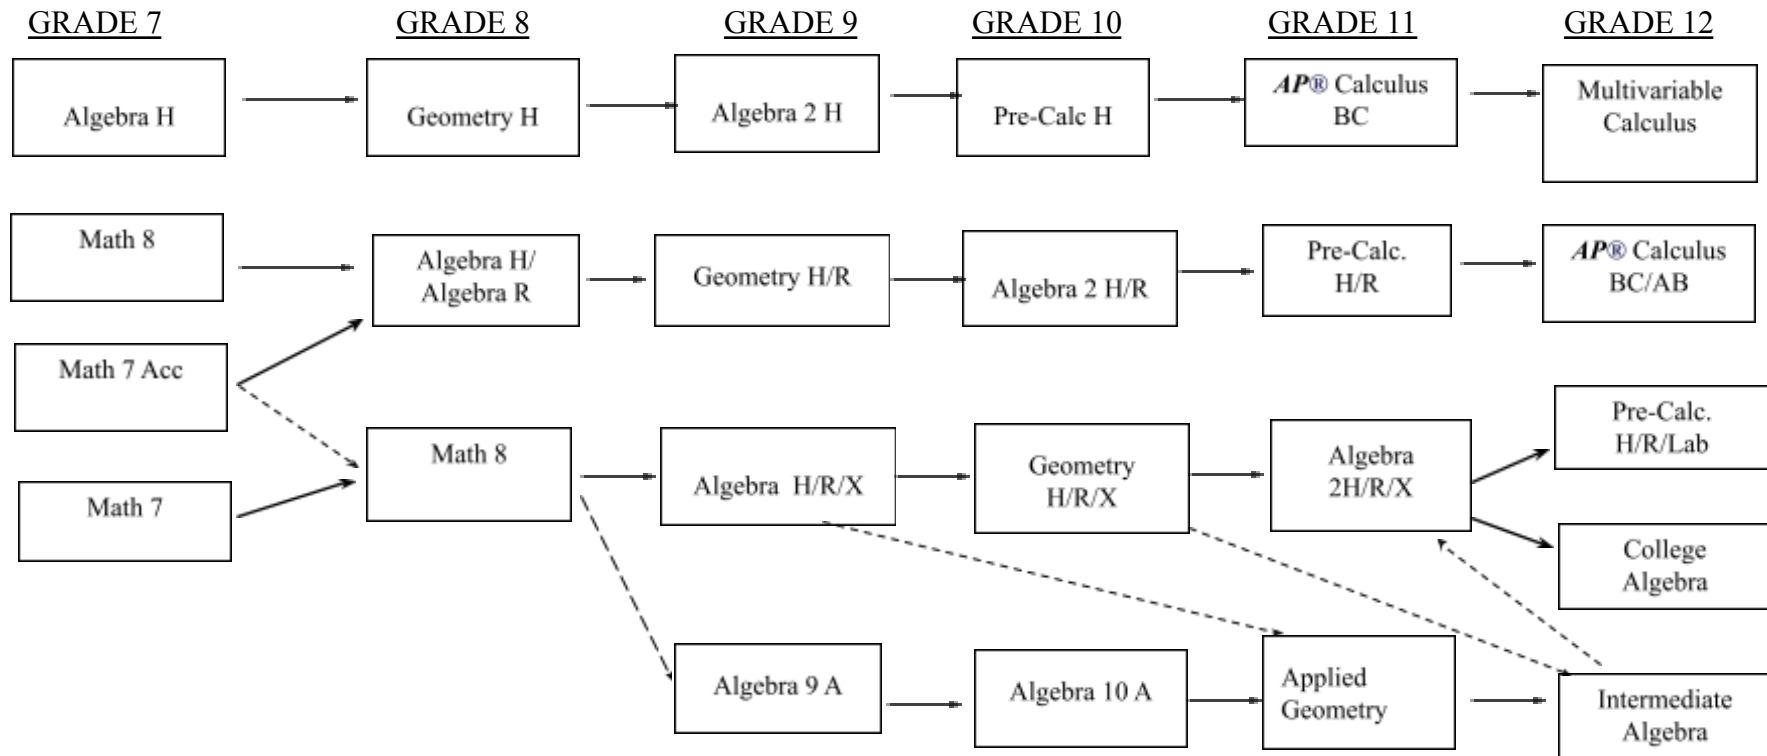 GRADE 7 GRADE 8 GRADE 9 GRADE 10 GRADE 11 GRADE 12
Algebra H
Geometry H
Algebra 2 H
Pre-Calc H
AP® Calculus
BC
Multivariable
Calculus
Math 8
Algebra H/
Algebra R
Geometry H/R
Algebra 2 H/R
Pre-Calc.
H/R
AP® Calculus
BC/AB
Math 7 Acc
Math 7
Math 8
Algebra H/R/X
Geometry
H/R/X
Algebra
2H/R/X
Pre-Calc.
H/R/Lab
College
Algebra
Algebra 9 A
Algebra 10 A
Applied
Geometry
Intermediate
Algebra